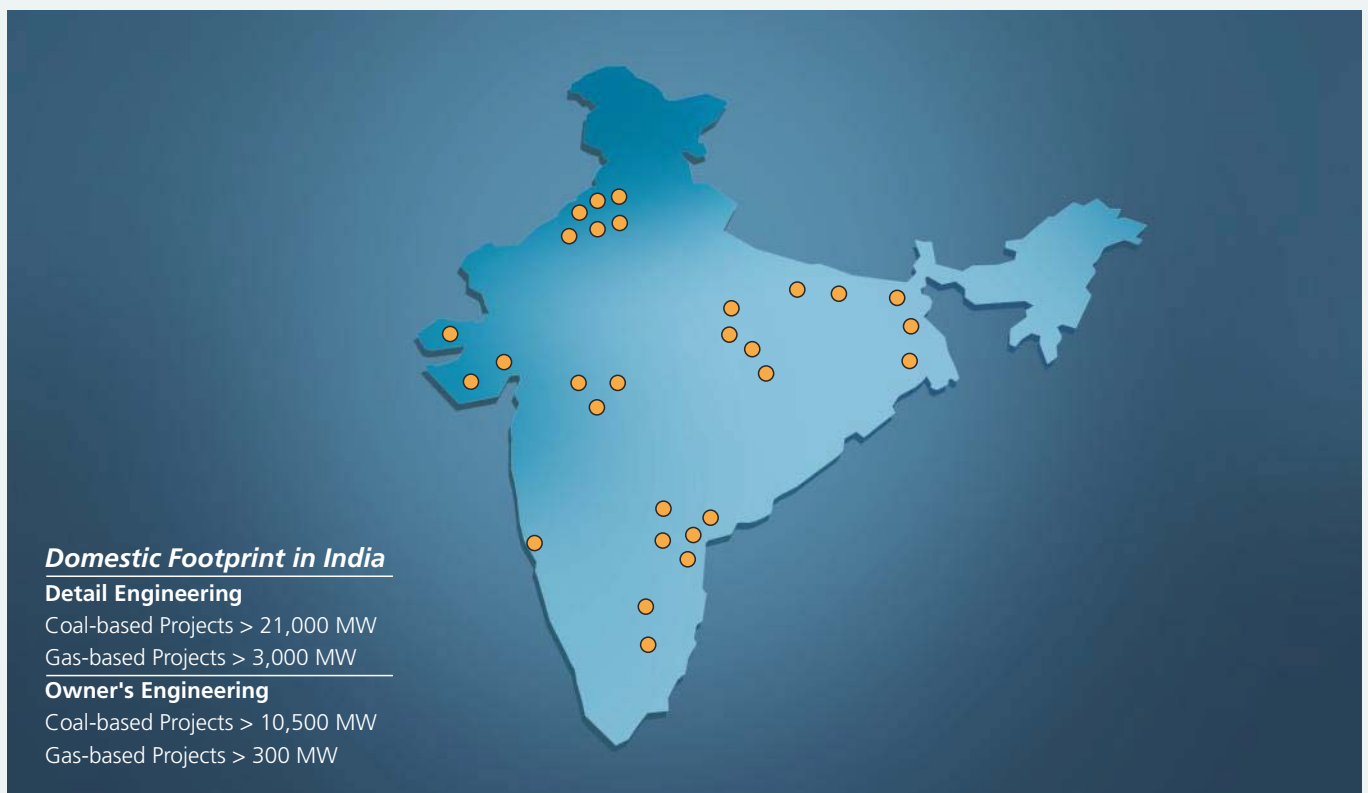 Domestic Footprint in India
Detail Engineering
Coal-based Projects > 21,000 MW
Gas-based Projects > 3,000 MW
Owner's Engineering
Coal-based Projects > 10,500 MW
Gas-based Projects > 300 MW